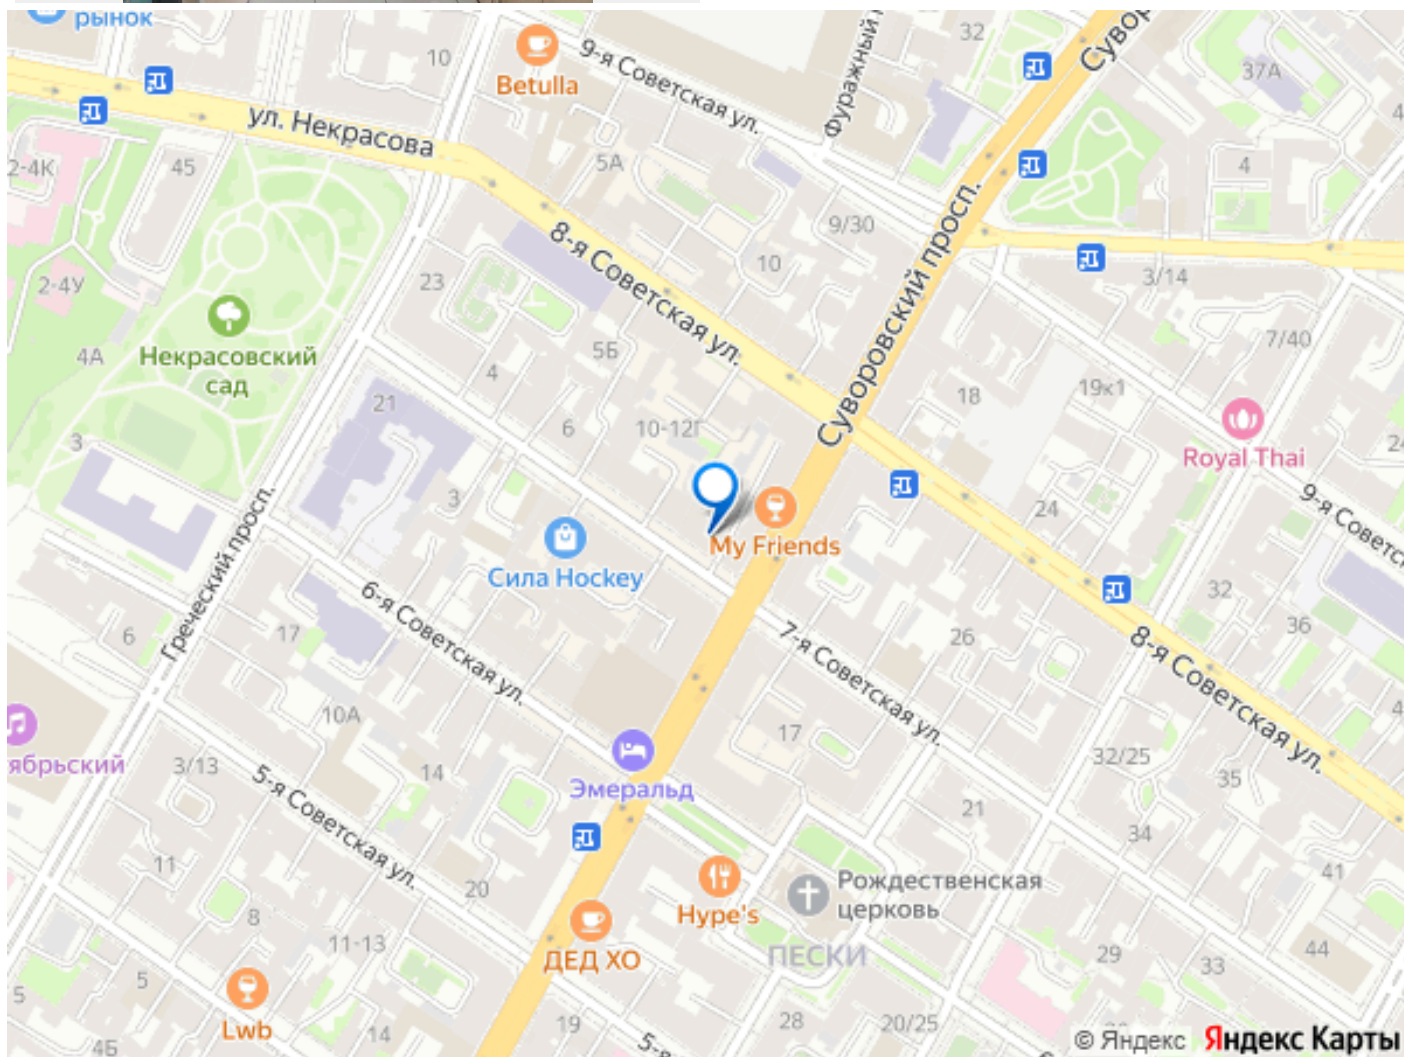 рынок
10
Betulla
9-я Советская ул.
Фуражный
32
Суво
37А
ул. Некрасова
2-4К
45
5А
4
9/30
Суворовский просп.
8-я Советская ул.
10
3/14
2-4У
23
Некрасовский
сад
4А
5Б
4
7/40
21
18
19к1
6
10-12Г
Royal Thai
3
3
24
My Friends
Сила Hockey
9-я Советс
Греческий просп.
6-я Советская ул.
7-я Советская ул.
8-я Советская ул.
32
36
26
6
17
10А
17
ябрьский
3/13
14
Эмеральд
5-я Советская ул.
32/25
35
21
34
11
20
41
Hype's
Рождественская
церковь
8
11-13
ДЕД ХО
ПЕСКИ
29
33
44
5
5
Lwb
14
4Б
19
5-я
28
20/25
© Яндекс Яндекс Карты